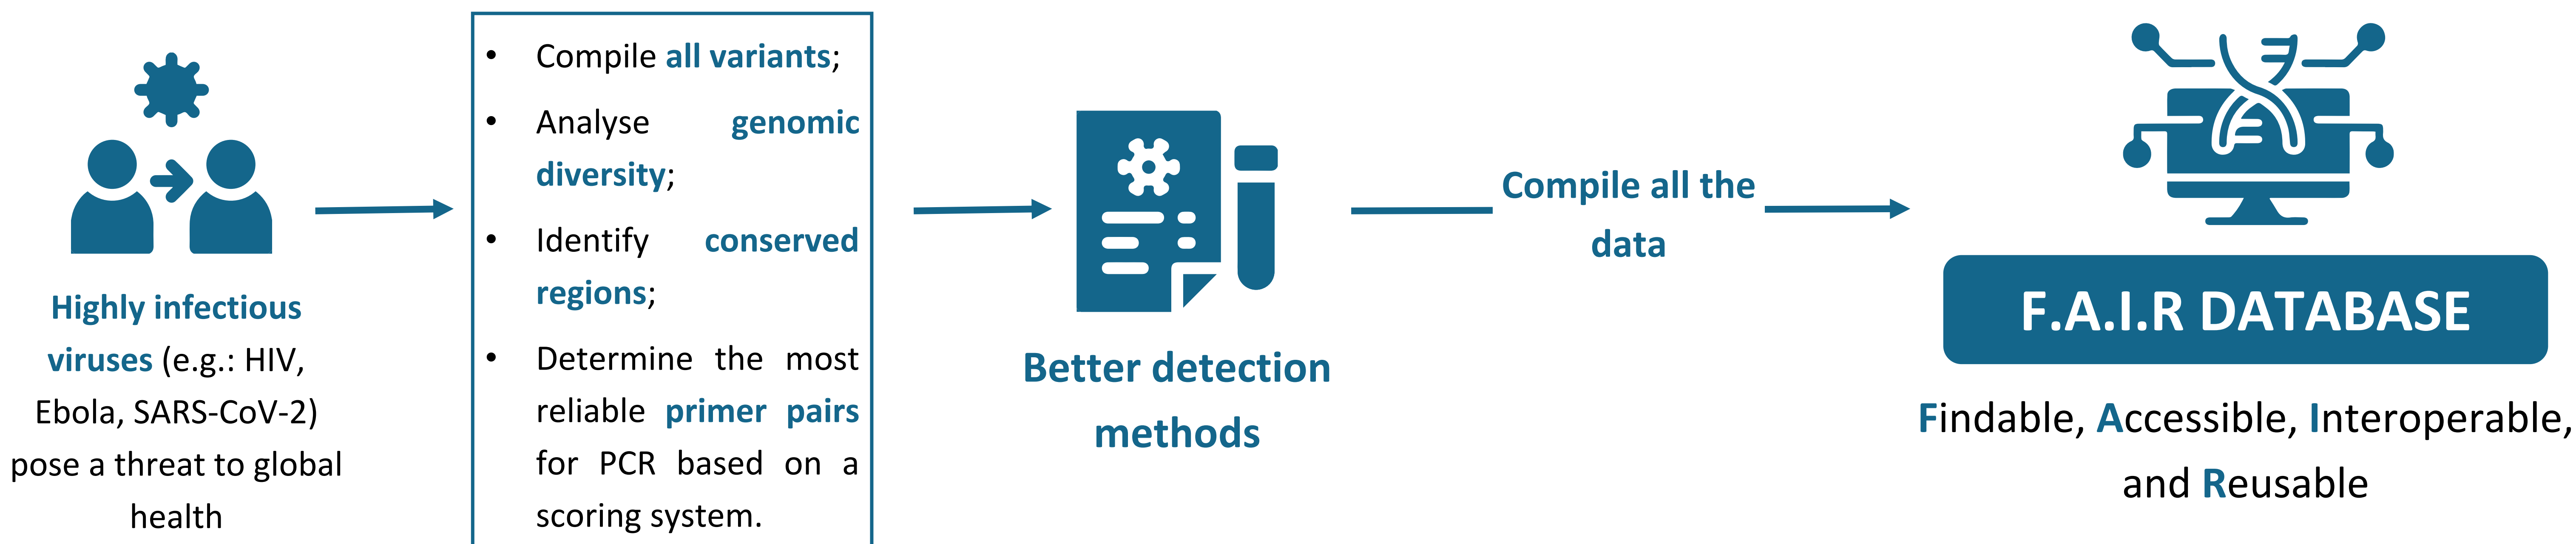 Highly infectious
viruses (e.g.: HIV,
Ebola, SARS-CoV-2)
pose a threat to global
health
• Compile all variants;
• Analyse genomic
diversity;
• Identify conserved
regions;
• Determine the most
reliable primer pairs
for PCR based on a
scoring system.
Better detection
methods
Compile all the
data
F.A.I.R DATABASE
Findable, Accessible, Interoperable,
and Reusable